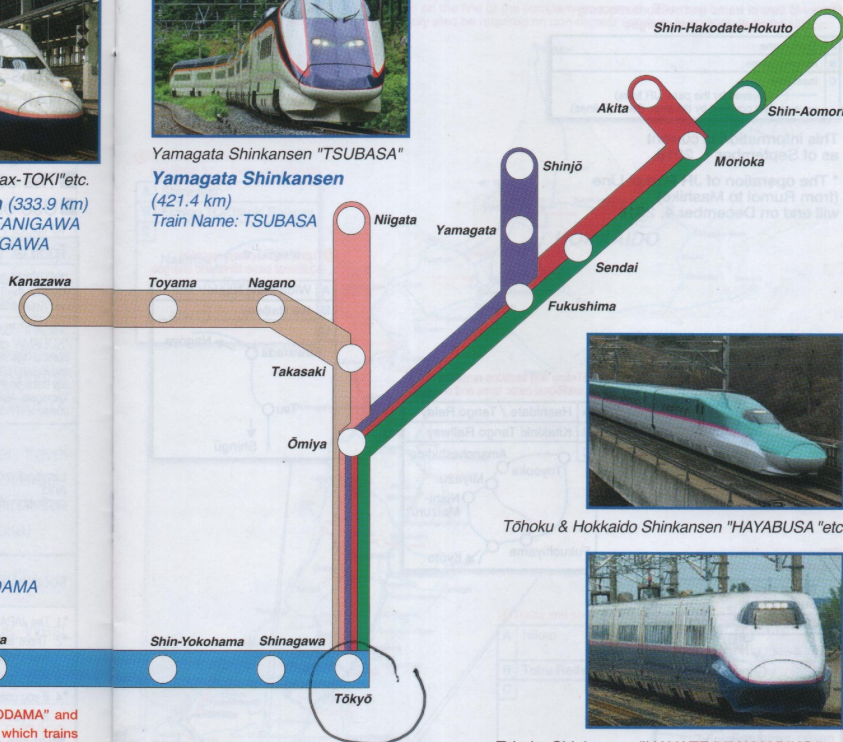 ax-TOKI"etc.
(333.9 km)
TANIGAWA
GAWA
Yamagata Shinkansen "TSUBASA"
Yamagata Shinkansen
(421.4 km)
Train Name: TSUBASA
Shin-Hakodate-Hokuto
Akita
Shin-Aomori
Morioka
Shinjō
Yamagata
Sendai
Fukushima
Niigata
Kanazawa
Toyama
Nagano
Takasaki
Ōmiya
Tōhoku & Hokkaido Shinkansen "HAYABUSA "etc
DAMA
Shin-Yokohama
Shinagawa
Tōkyō
ODAMA" and
which trains